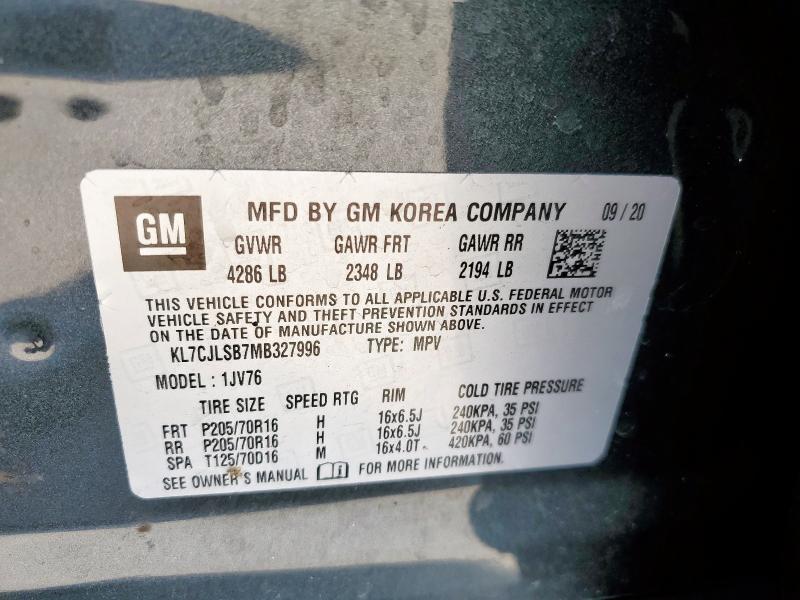 GM MFD BY GM KOREA COMPANY 09/20
GVWR GAWR FRT GAWR RR
4286 LB 2348 LB 2194 LB
THIS VEHICLE CONFORMS TO ALL APPLICABLE U.S. FEDERAL MOTOR
VEHICLE SAFETY AND THEFT PREVENTION STANDARDS IN EFFECT
ON THE DATE OF MANUFACTURE SHOWN ABOVE.
KL7CJLSB7MB327996 TYPE: MPV
MODEL : 1JV76
TIRE SIZE SPEED RTG RIM COLD TIRE PRESSURE
FRT P205/70R16 H 16x6.5J 240KPA, 35 PSI
RR P205/70R16 H 16x6.5J 240KPA, 35 PSI
SPA T125/70D16 M 16x4.0T 420KPA, 60 PSI
SEE OWNER'S MANUAL FOR MORE INFORMATION.